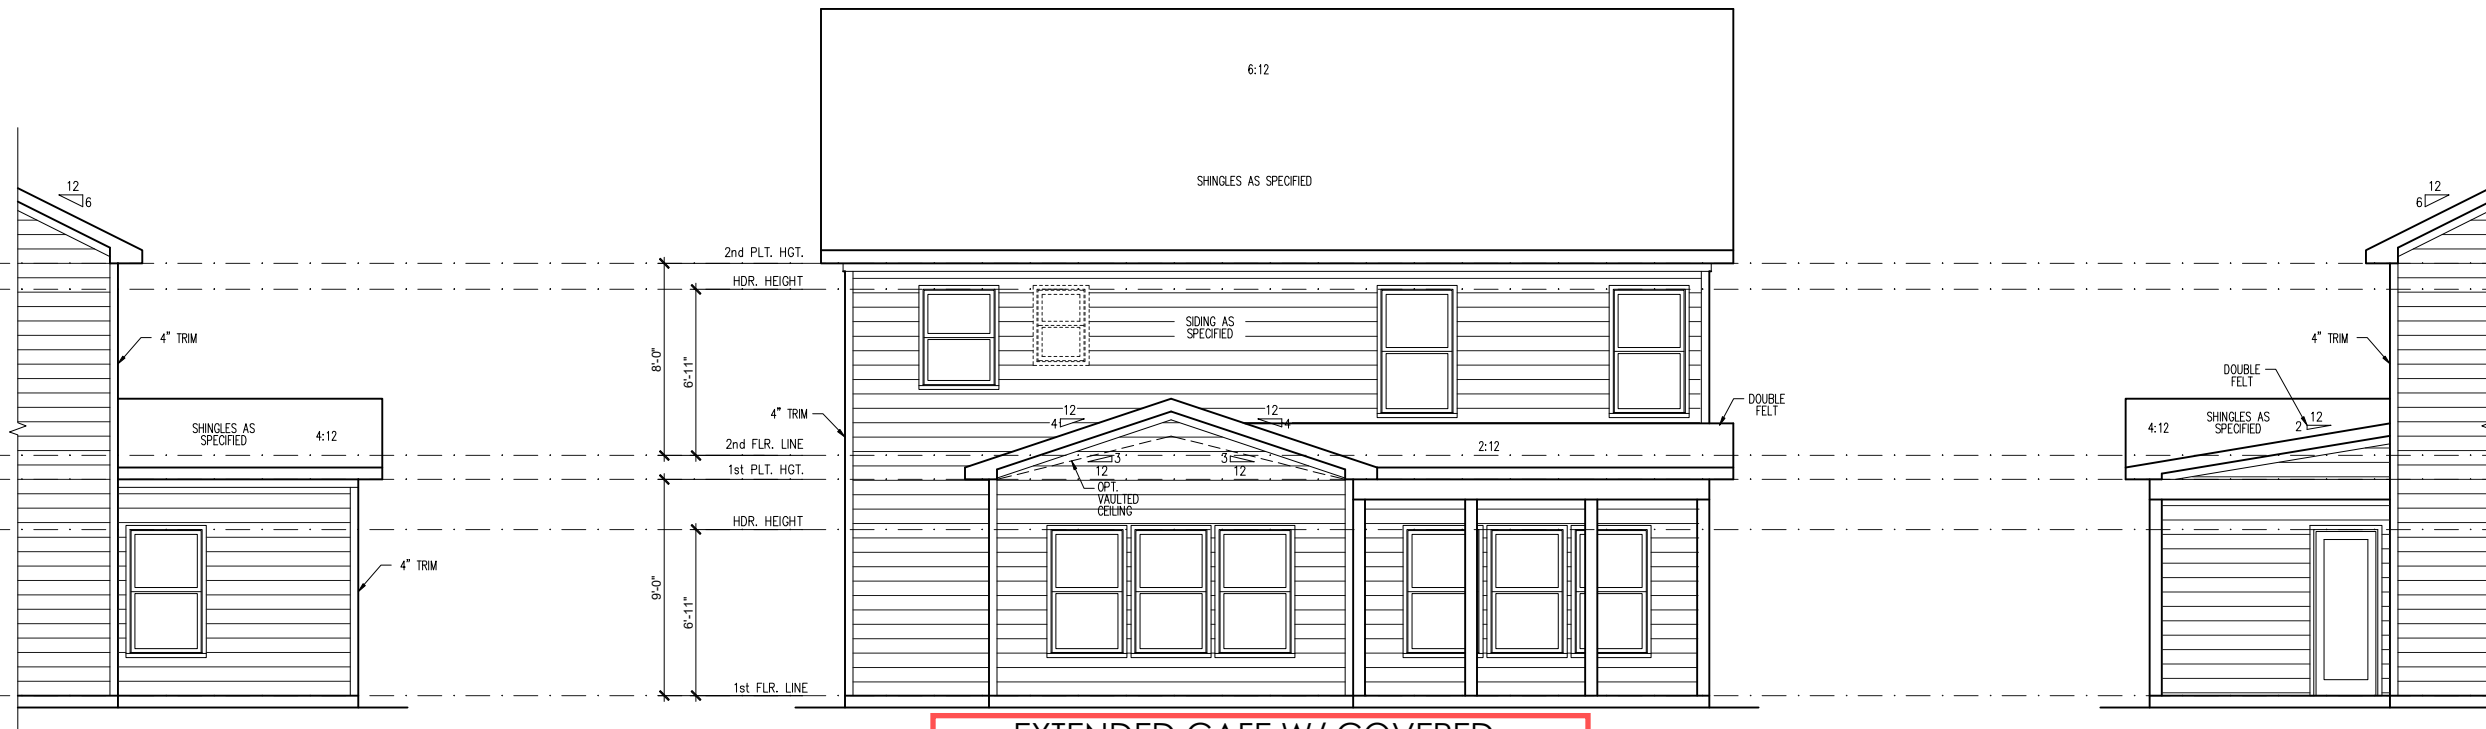 12
6
4" TRIM
SHINGLES AS
SPECIFIED
4:12
4" TRIM
6:12
SHINGLES AS SPECIFIED
2nd PLT. HGT.
HDR. HEIGHT
8'-0"
6'-11"
SIDING AS
SPECIFIED
4" TRIM
12
4
12
4
DOUBLE
FELT
2nd FLR. LINE
2:12
1st PLT. HGT.
3
12
3
12
OPT.
VAULTED
CEILING
HDR. HEIGHT
9'-0"
6'-11"
1st FLR. LINE
EXTENDED CAFE W/ COVERED
12
6
4" TRIM
DOUBLE
FELT
SHINGLES AS
SPECIFIED
4:12
12
2